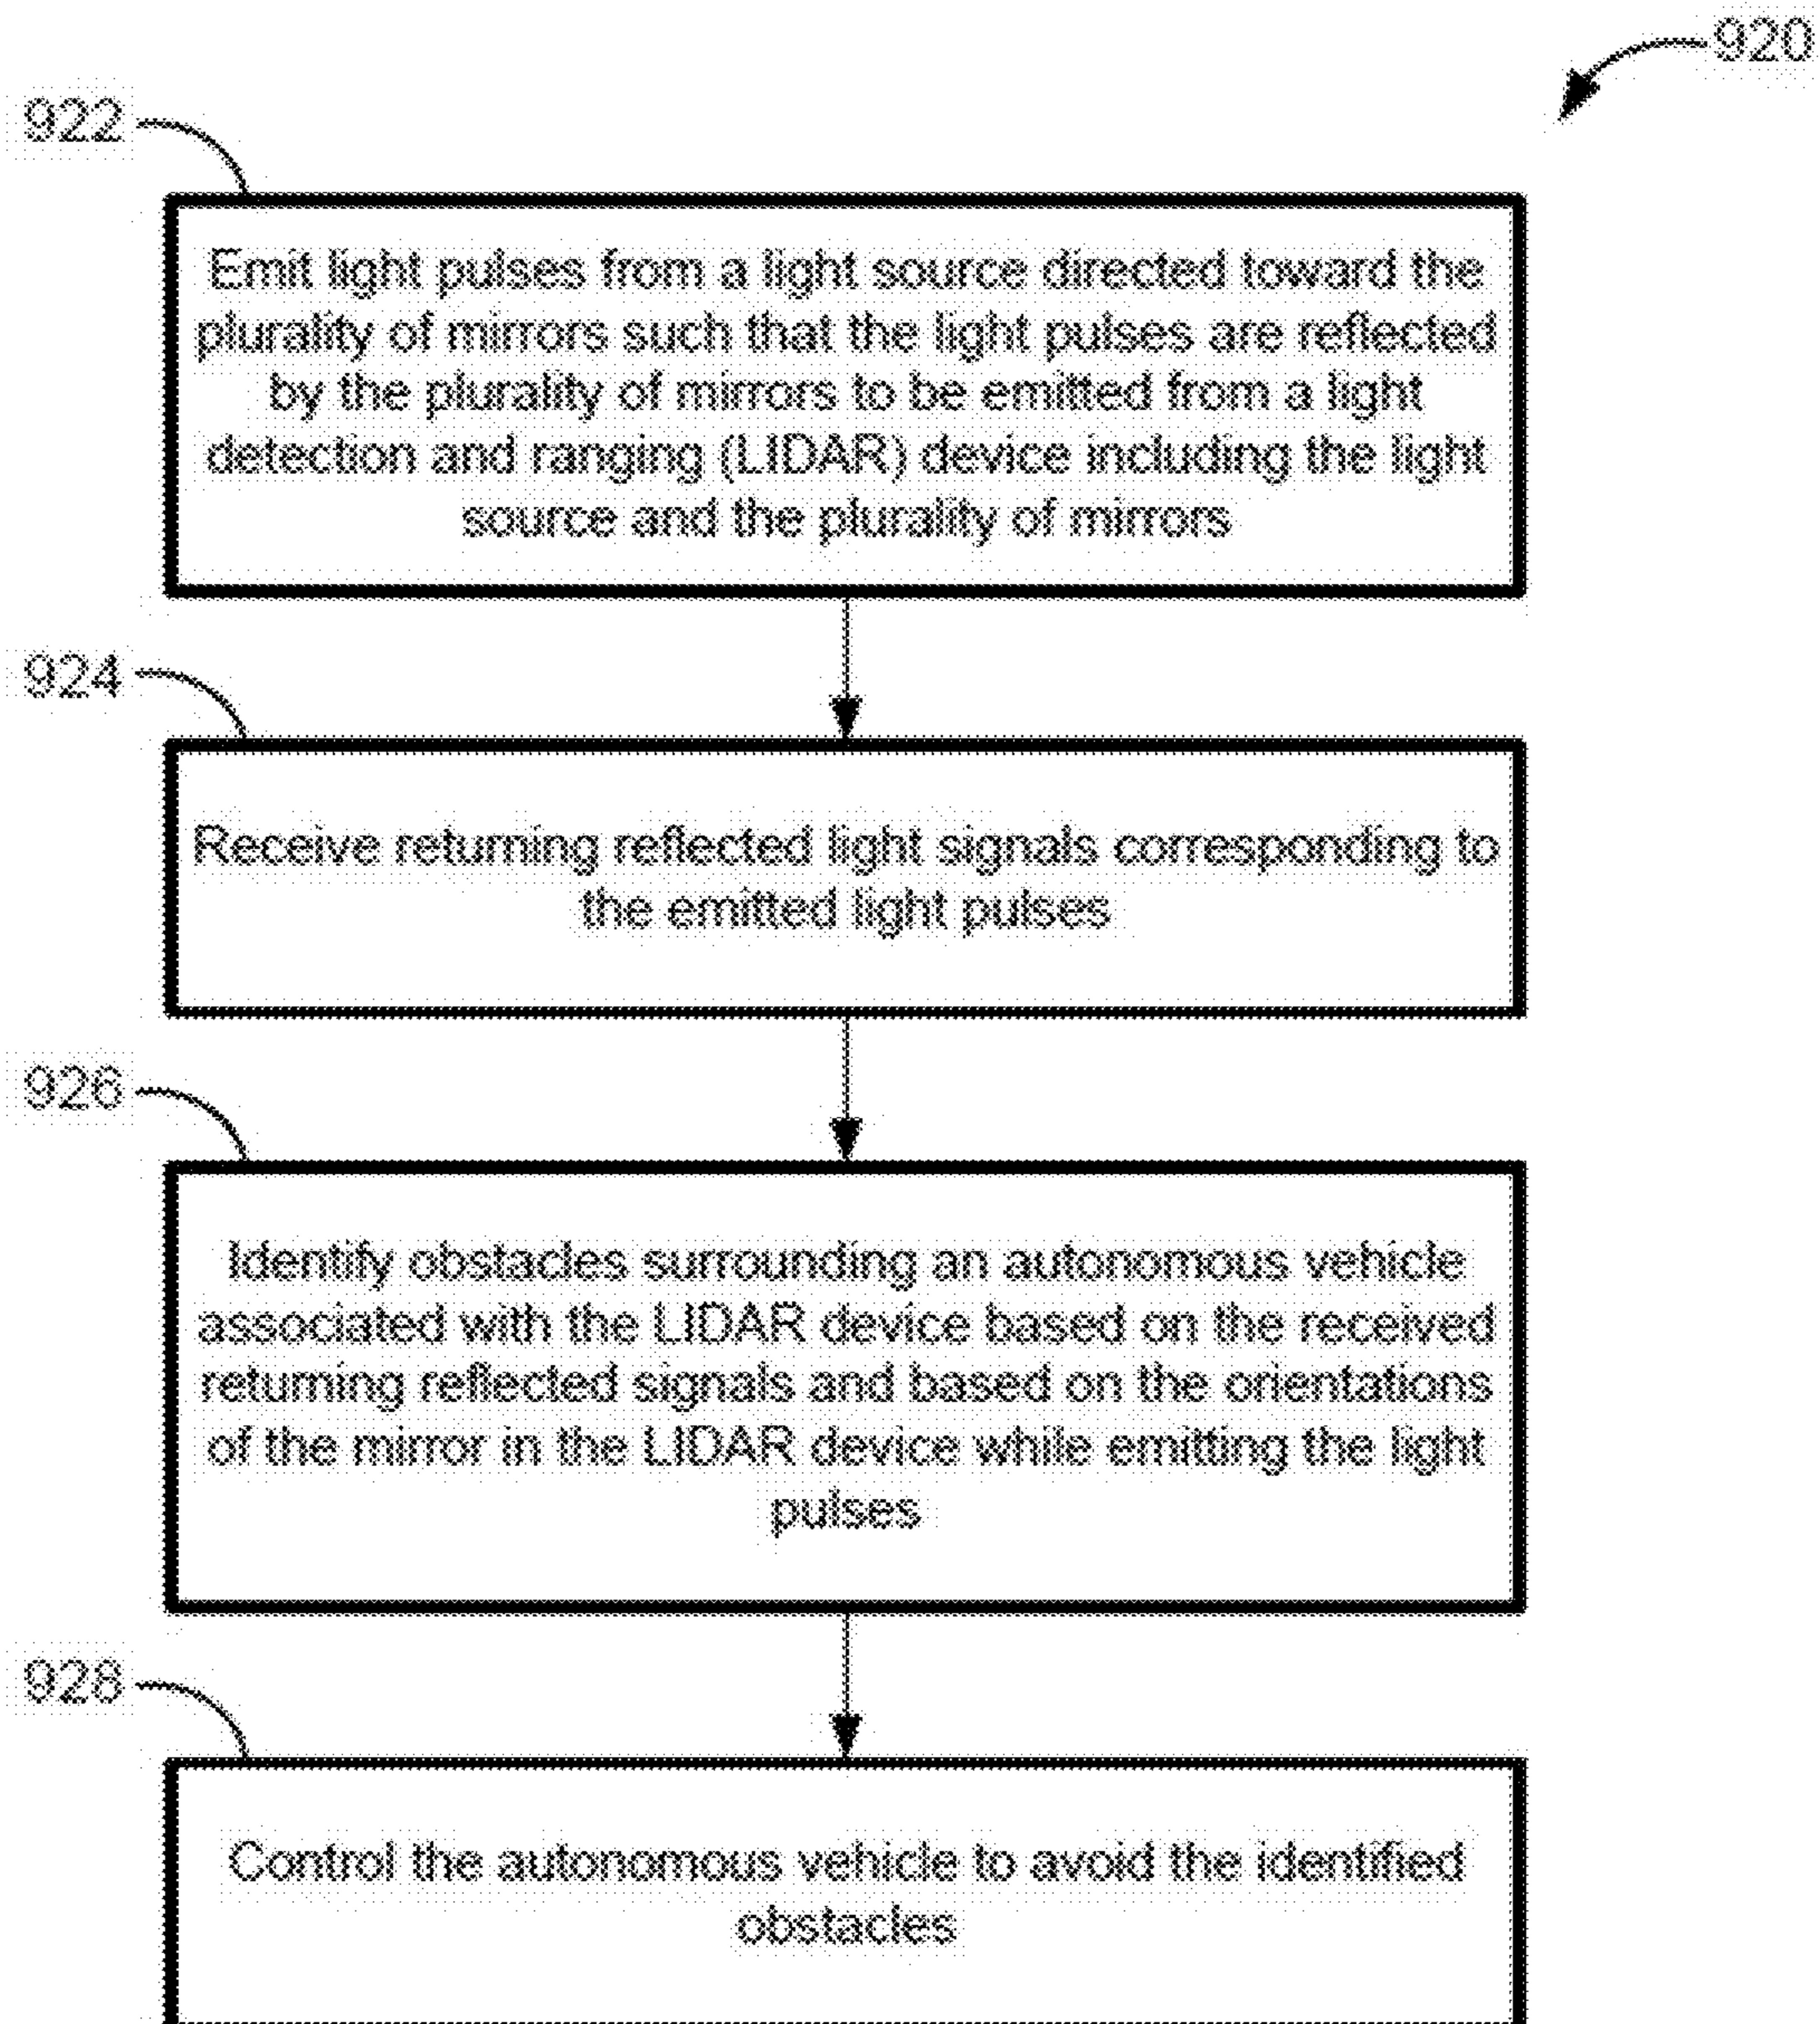 920
922
Emit light pulses from a light source directed toward the
plurality of mirrors such that the light pulses are reflected
by the plurality of mirrors to be emitted from a light
detection and ranging (LIDAR) device including the light
source and the plurality of mirrors
924
Receive returning reflected light signals corresponding to
the emitted light pulses
926
Identify obstacles surrounding an autonomous vehicle
associated with the LIDAR device based on the received
returning reflected signals and based on the orientations
of the mirror in the LIDAR device while emitting the light
pulses
928
Control the autonomous vehicle to avoid the identified
obstacles